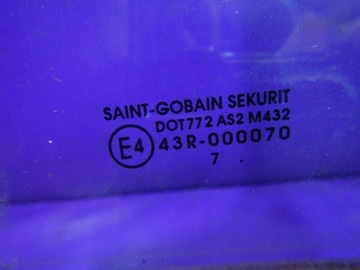 SAINT-GOBAIN SEKURIT
DOT772 AS2 M432
E4 43R-000070
7 .